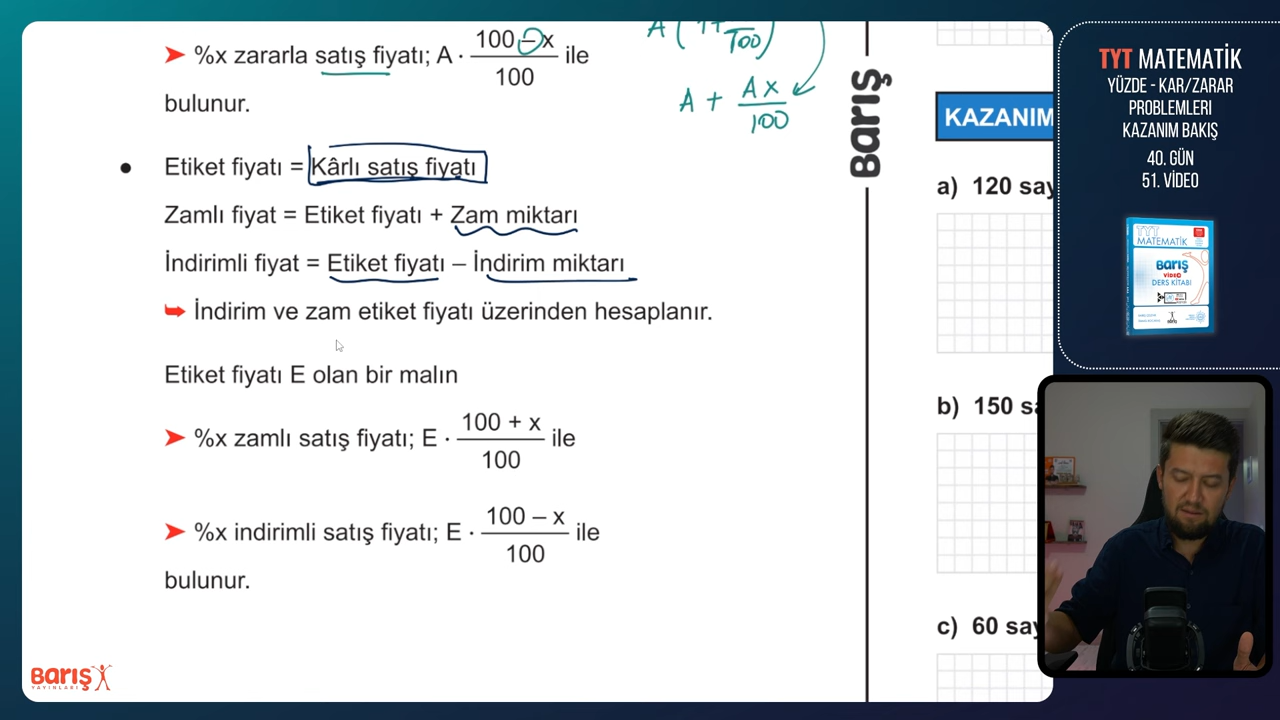 ➤ %x zararla satış fiyatı; A · (100 – x)/100 ile
bulunur.
A + Ax/100
• Etiket fiyatı = Kârlı satış fiyatı
Zamlı fiyat = Etiket fiyatı + Zam miktarı
İndirimli fiyat = Etiket fiyatı – İndirim miktarı
➥ İndirim ve zam etiket fiyatı üzerinden hesaplanır.
Etiket fiyatı E olan bir malın
➤ %x zamlı satış fiyatı; E · (100 + x)/100 ile
➤ %x indirimli satış fiyatı; E · (100 – x)/100 ile
bulunur.
BARIŞ
YAYINLARI
Barış
KAZANIM
a) 120 say
b) 150 sa
c) 60 say
TYT MATEMATİK
YÜZDE - KAR/ZARAR
PROBLEMLERI
KAZANIM BAKIŞ
40. GÜN
51. VİDEO
TYT
MATEMATİK
BARIŞ
VİDEO
DERS KİTABI